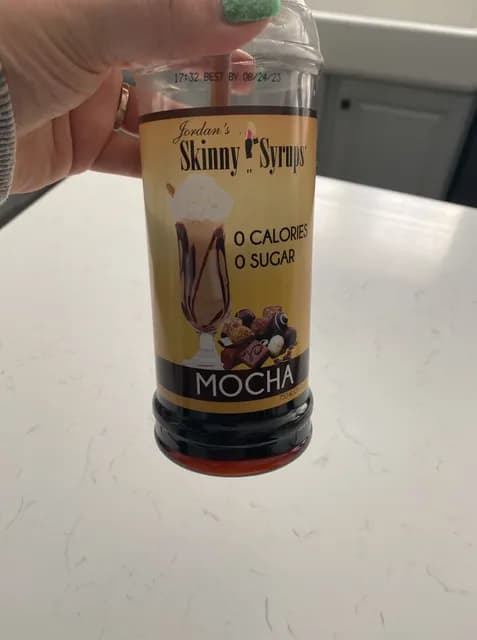 17:32 BEST BY 08/24/23
Jordan's
Skinny Syrups
0 CALORIES
0 SUGAR
MOCHA